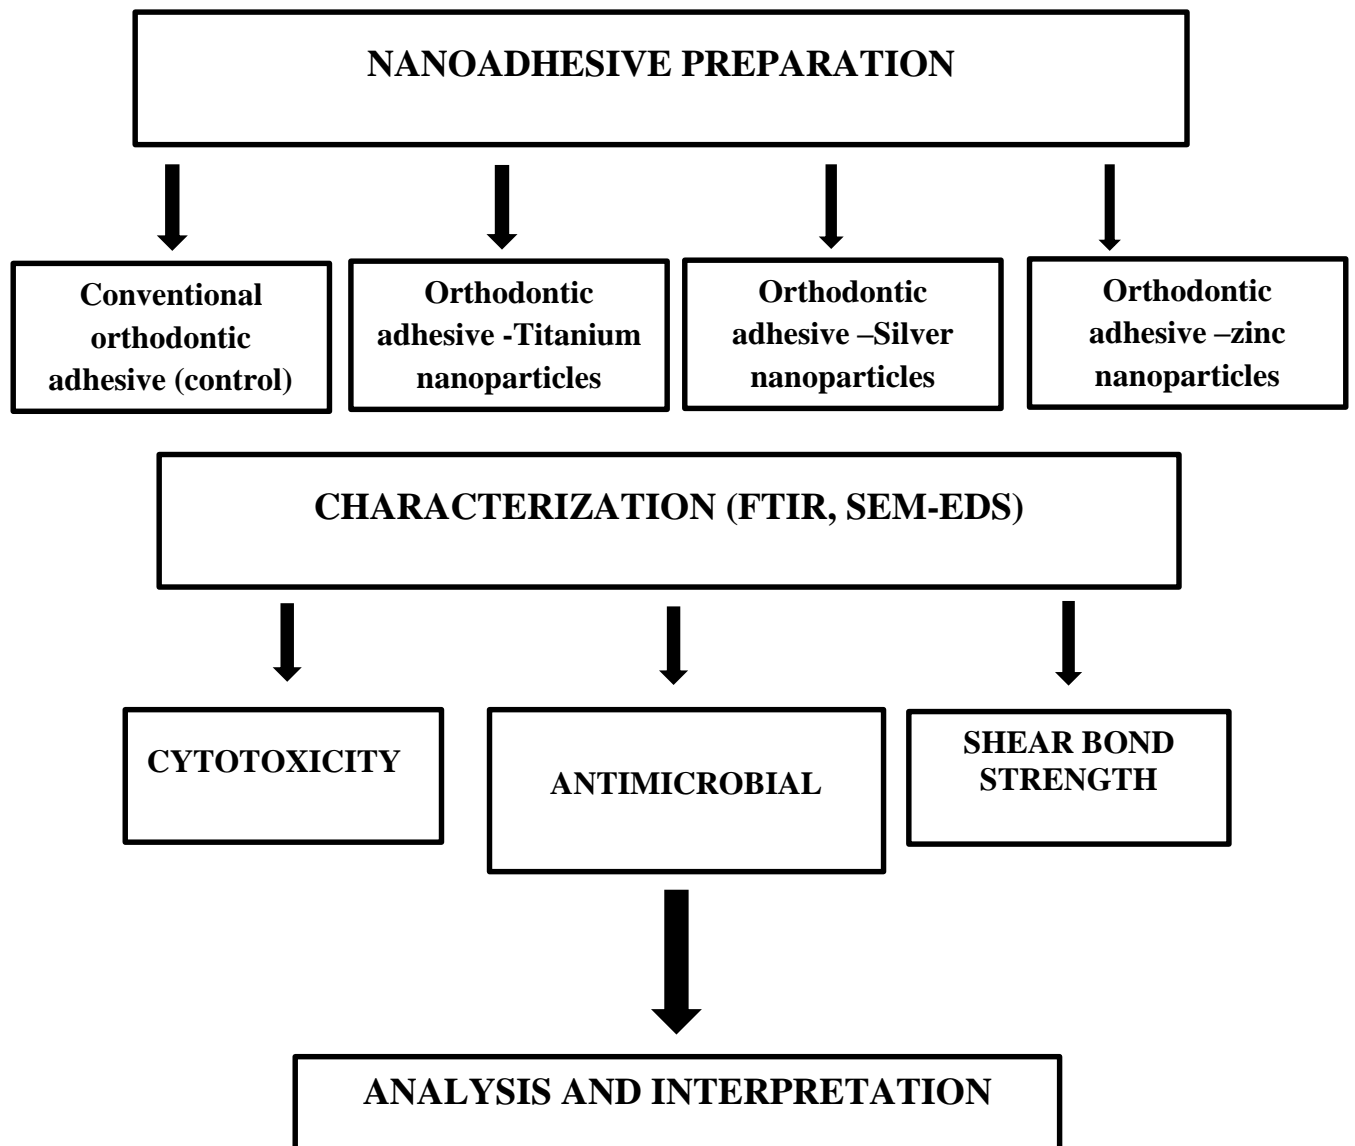 NANOADHESIVE PREPARATION
Conventional
orthodontic
adhesive (control)
Orthodontic
adhesive -Titanium
nanoparticles
Orthodontic
adhesive –Silver
nanoparticles
Orthodontic
adhesive –zinc
nanoparticles
CHARACTERIZATION (FTIR, SEM-EDS)
CYTOTOXICITY
ANTIMICROBIAL
SHEAR BOND
STRENGTH
ANALYSIS AND INTERPRETATION